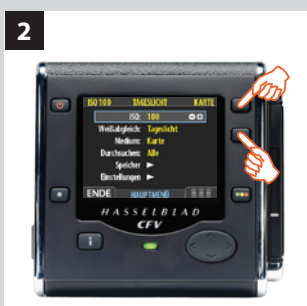 2
ISO 100 TAGESLICHT KARTE
ISO: 100
Weißabgleich: Tageslicht
Medium: Karte
Durchsuchen: Alle
Speicher
Einstellungen
ENDE HAUPTMENÜ
HASSELBLAD
CFV